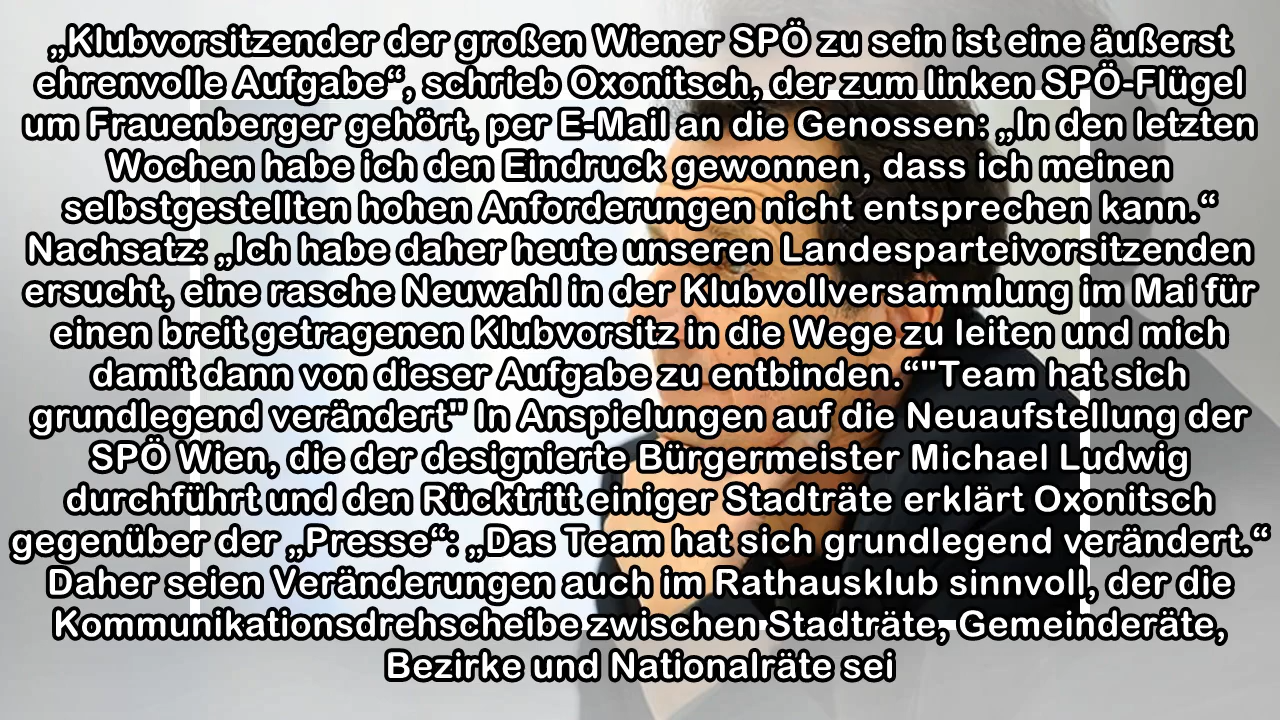 „Klubvorsitzender der großen Wiener SPÖ zu sein ist eine äußerst
ehrenvolle Aufgabe“, schrieb Oxonitsch, der zum linken SPÖ-Flügel
um Frauenberger gehört, per E-Mail an die Genossen: „In den letzten
Wochen habe ich den Eindruck gewonnen, dass ich meinen
selbstgestellten hohen Anforderungen nicht entsprechen kann.“
Nachsatz: „Ich habe daher heute unseren Landesparteivorsitzenden
ersucht, eine rasche Neuwahl in der Klubvollversammlung im Mai für
einen breit getragenen Klubvorsitz in die Wege zu leiten und mich
damit dann von dieser Aufgabe zu entbinden.“"Team hat sich
grundlegend verändert" In Anspielungen auf die Neuaufstellung der
SPÖ Wien, die der designierte Bürgermeister Michael Ludwig
durchführt und den Rücktritt einiger Stadträte erklärt Oxonitsch
gegenüber der „Presse“: „Das Team hat sich grundlegend verändert.“
Daher seien Veränderungen auch im Rathausklub sinnvoll, der die
Kommunikationsdrehscheibe zwischen Stadträte, Gemeinderäte,
Bezirke und Nationalräte sei